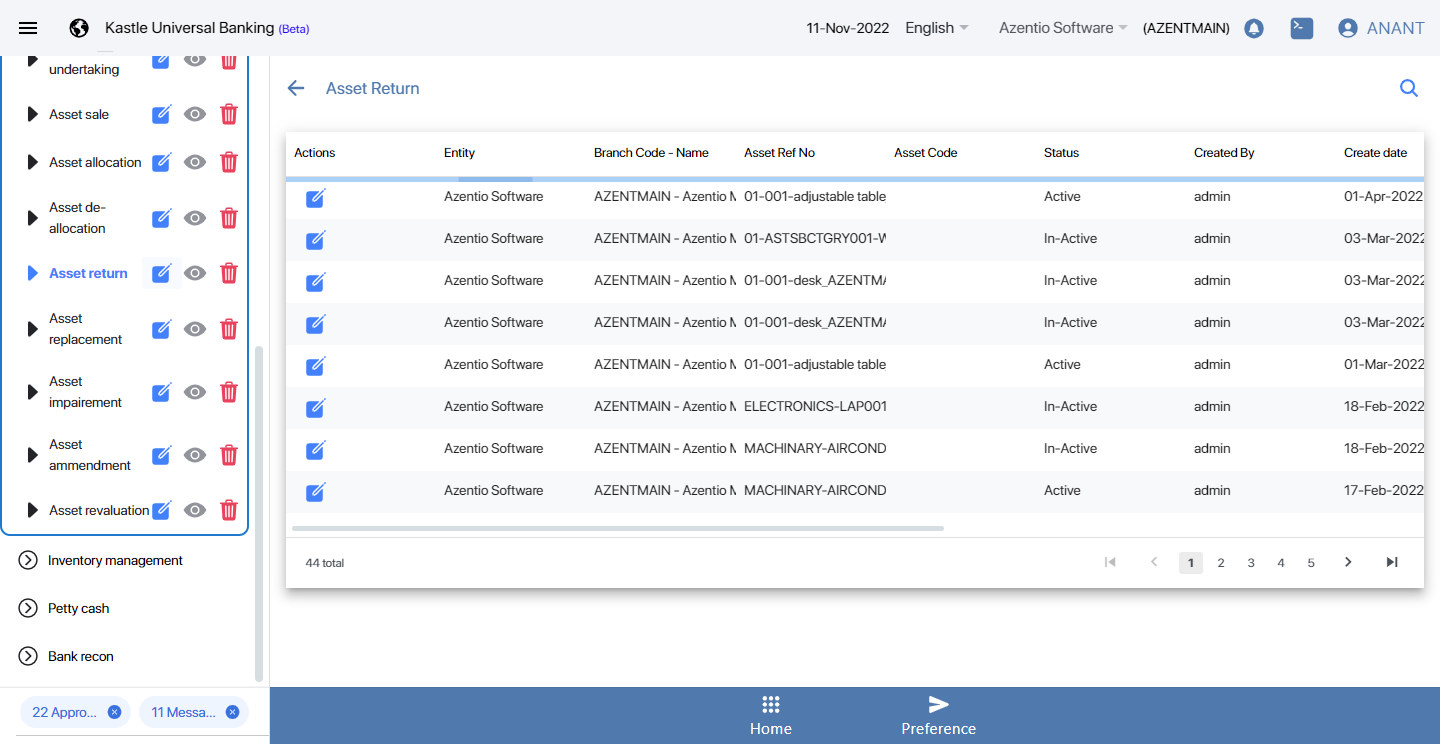 Kastle Universal Banking (Beta)
11-Nov-2022
English
Azentio Software
(AZENTMAIN)
ANANT
undertaking
Asset sale
Asset allocation
Asset de-
allocation
Asset return
Asset
replacement
Asset
impairement
Asset
ammendment
Asset revaluation
Inventory management
Petty cash
Bank recon
22 Appro...
11 Messa...
Asset Return
Actions Entity Branch Code - Name Asset Ref No Asset Code Status Created By Create date
Azentio Software AZENTMAIN - Azentio M 01-001-adjustable table Active admin 01-Apr-2022
Azentio Software AZENTMAIN - Azentio M 01-ASTSBCTGRY001-W In-Active admin 03-Mar-2022
Azentio Software AZENTMAIN - Azentio M 01-001-desk_AZENTMA In-Active admin 03-Mar-2022
Azentio Software AZENTMAIN - Azentio M 01-001-desk_AZENTMA In-Active admin 03-Mar-2022
Azentio Software AZENTMAIN - Azentio M 01-001-adjustable table Active admin 01-Mar-2022
Azentio Software AZENTMAIN - Azentio M ELECTRONICS-LAP001 In-Active admin 18-Feb-2022
Azentio Software AZENTMAIN - Azentio M MACHINARY-AIRCOND In-Active admin 18-Feb-2022
Azentio Software AZENTMAIN - Azentio M MACHINARY-AIRCOND Active admin 17-Feb-2022
44 total
1 2 3 4 5
Home
Preference